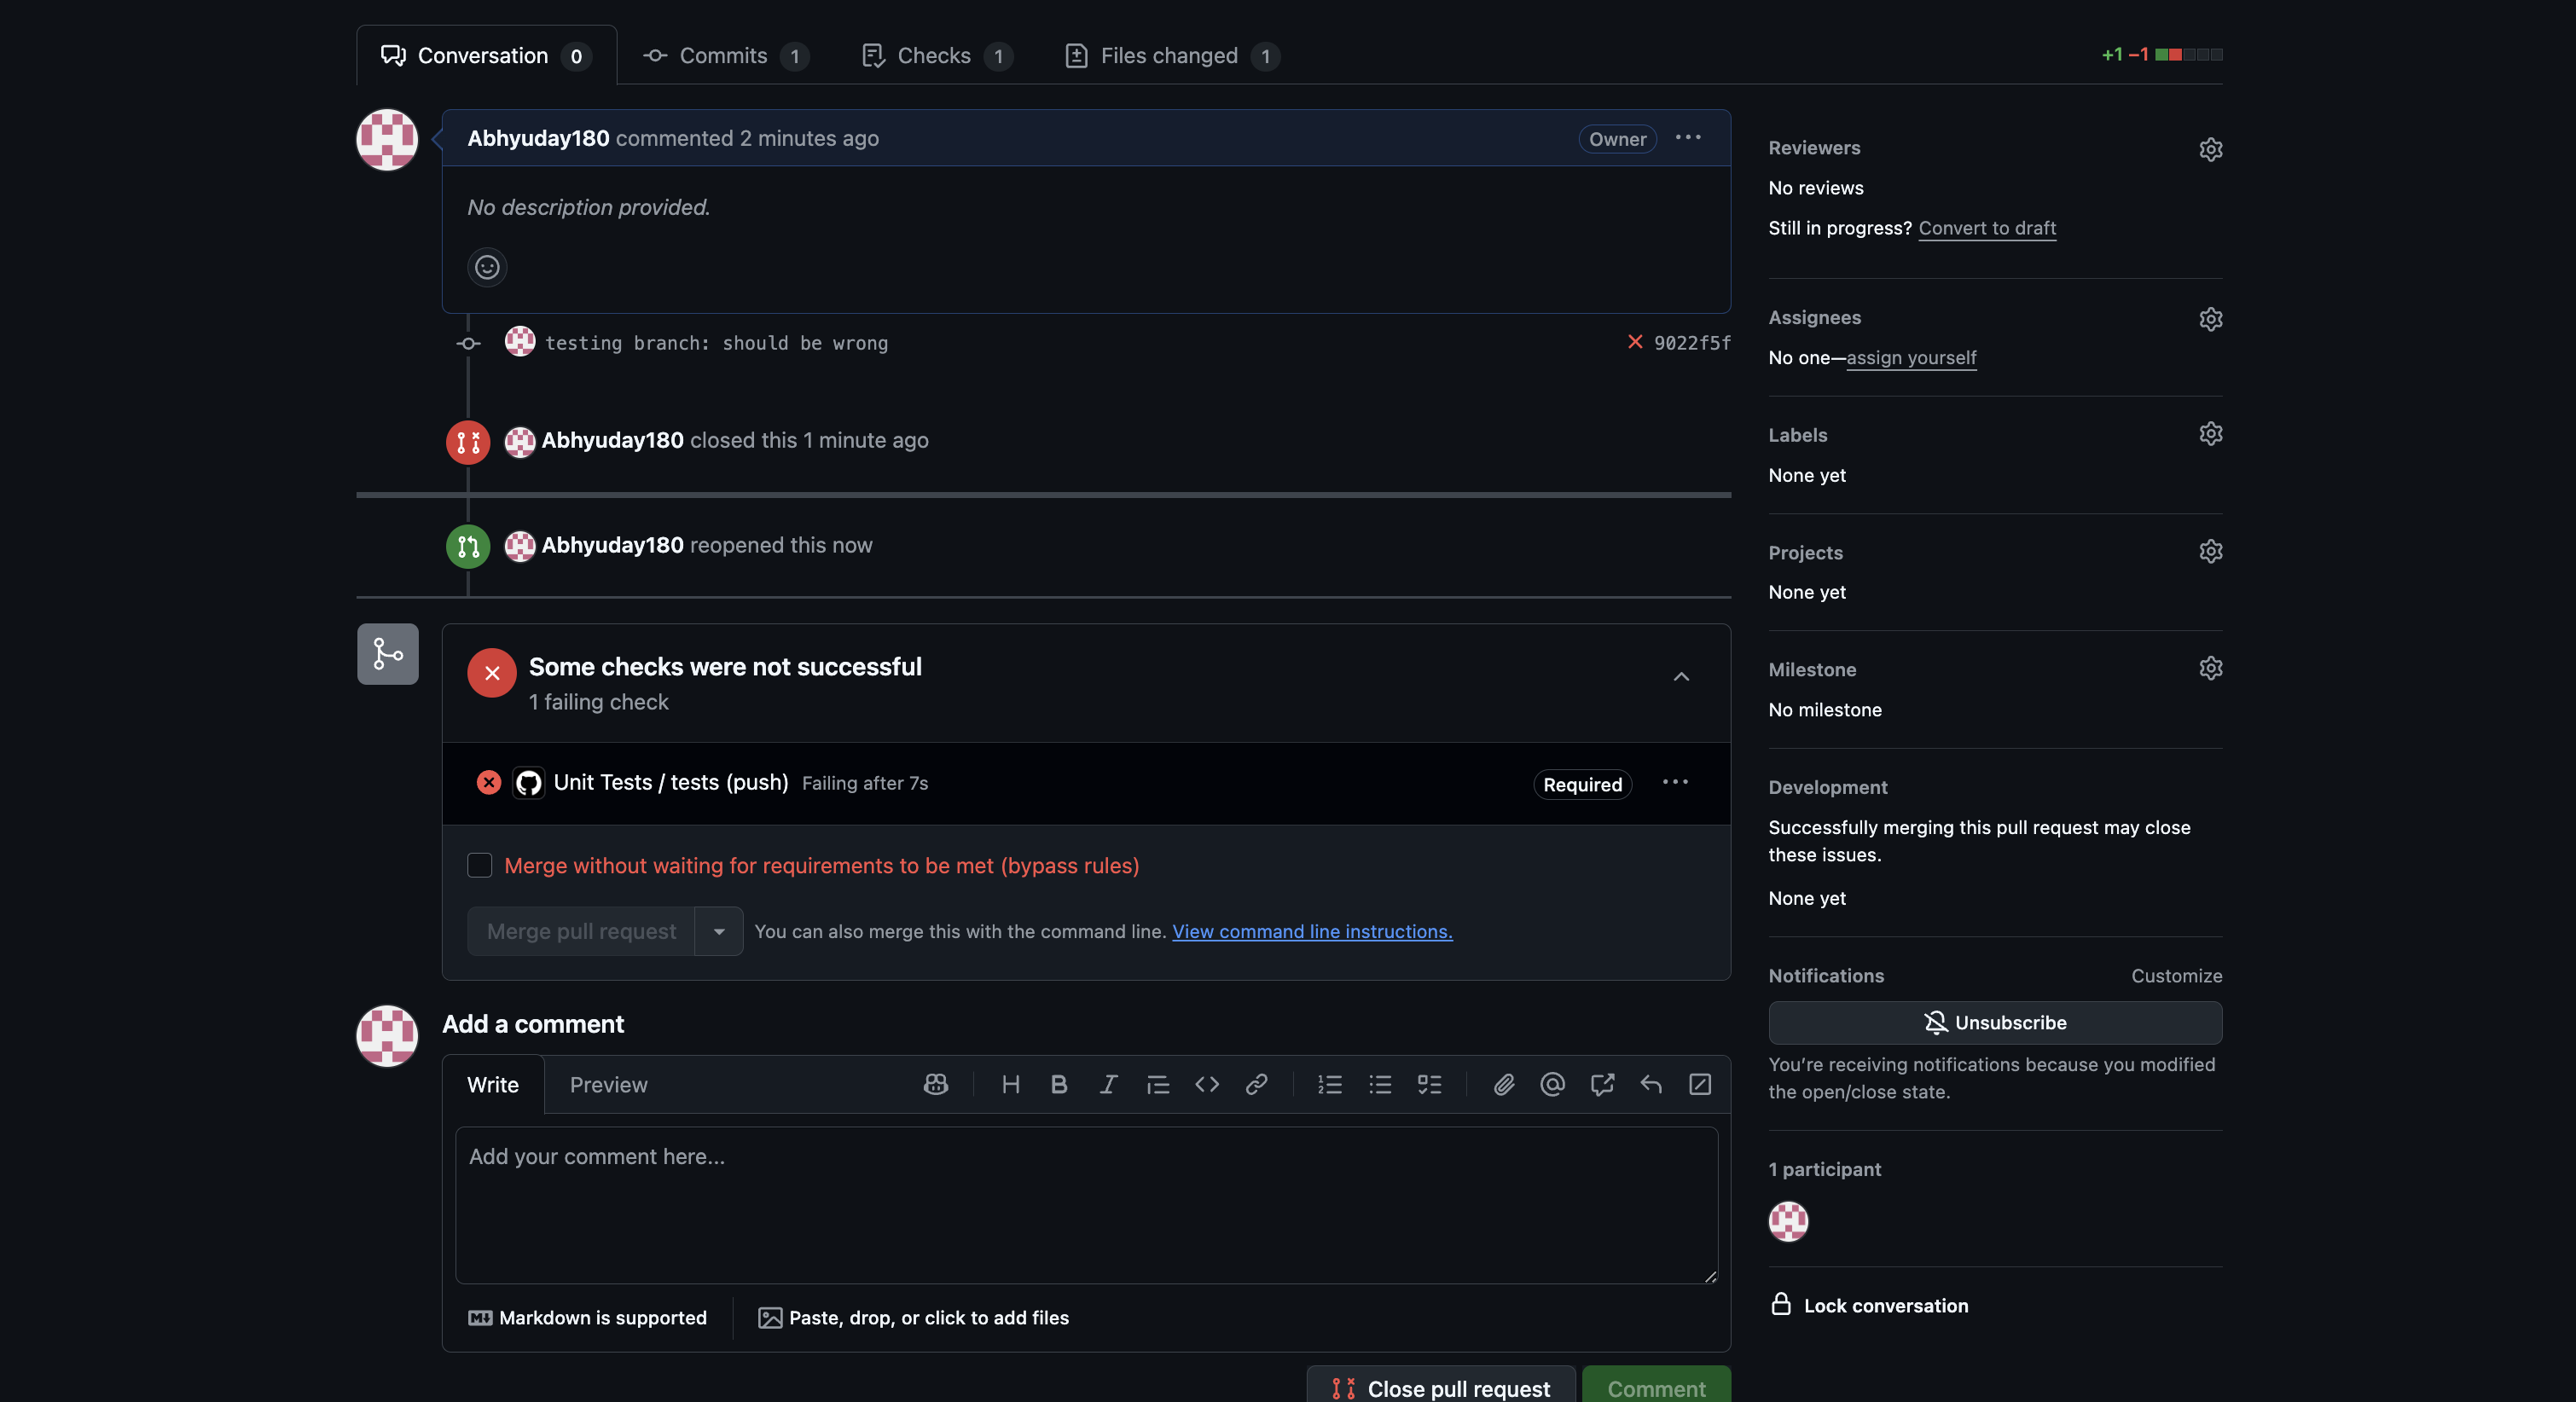 Conversation 0
Commits 1
Checks 1
Files changed 1
+1 −1
Abhyuday180 commented 2 minutes ago
Owner
No description provided.
testing branch: should be wrong
9022f5f
Abhyuday180 closed this 1 minute ago
Abhyuday180 reopened this now
Some checks were not successful
1 failing check
Unit Tests / tests (push) Failing after 7s
Required
Merge without waiting for requirements to be met (bypass rules)
Merge pull request
You can also merge this with the command line. View command line instructions.
Add a comment
Write
Preview
Add your comment here...
Markdown is supported
Paste, drop, or click to add files
Close pull request
Comment
Reviewers
No reviews
Still in progress? Convert to draft
Assignees
No one—assign yourself
Labels
None yet
Projects
None yet
Milestone
No milestone
Development
Successfully merging this pull request may close
these issues.
None yet
Notifications
Customize
Unsubscribe
You’re receiving notifications because you modified
the open/close state.
1 participant
Lock conversation